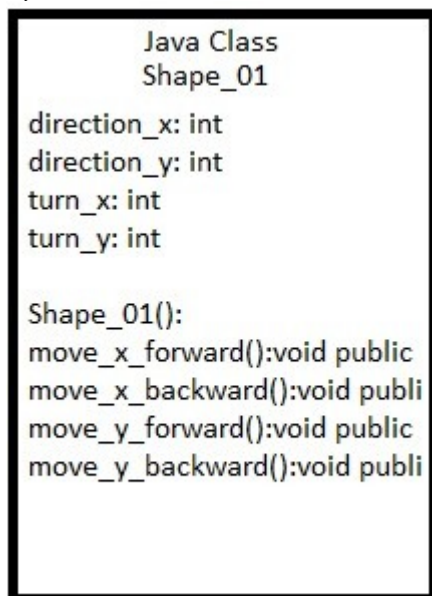 Java Class
Shape_01
direction_x: int
direction_y: int
turn_x: int
turn_y: int
Shape_01():
move_x_forward():void public
move_x_backward():void publi
move_y_forward():void public
move_y_backward():void publi